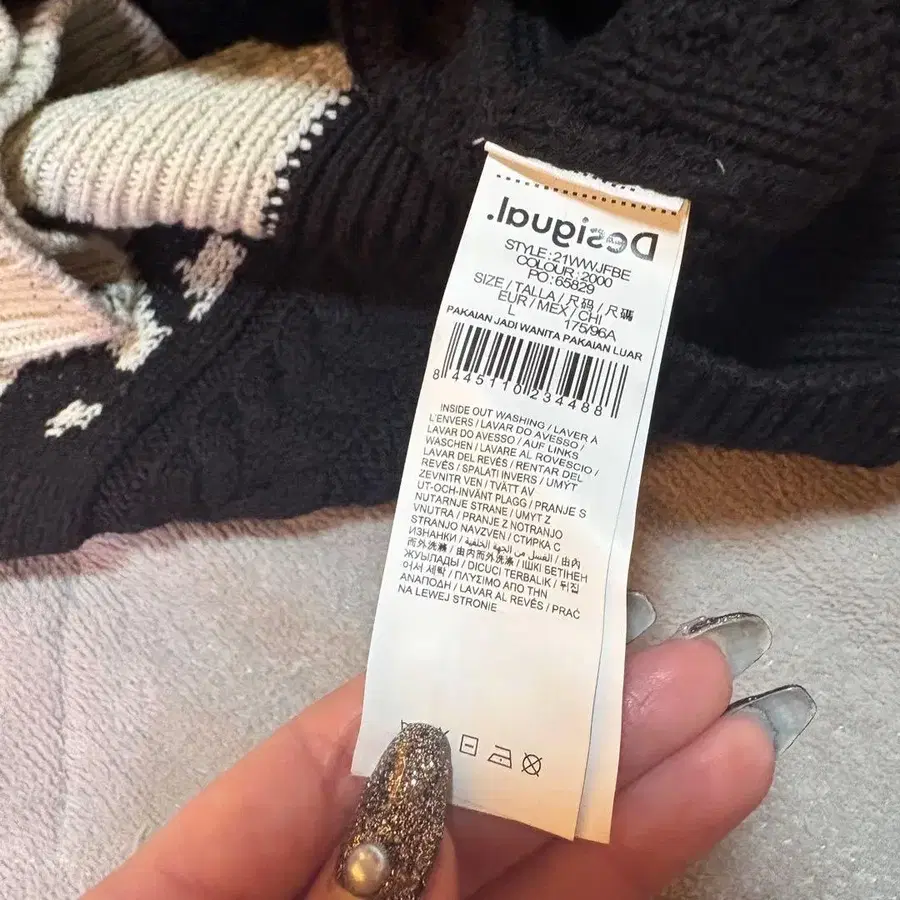 Desigual.
STYLE : 21WWJFBE
COLOUR : 2000
PO : 65829
SIZE / TALLA / 尺码 / 尺碼
EUR / MEX / CHI
L 175/96A
PAKAIAN JADI WANITA PAKAIAN LUAR
8 445110 234488
INSIDE OUT WASHING / LAVER À
L'ENVERS / LAVAR DO AVESSO /
LAVAR DO AVESSO / AUF LINKS
WASCHEN / LAVARE AL ROVESCIO /
LAVAR DEL REVÉS / RENTAR DEL
REVÉS / SPALATI INVERS / UMÝT
ZEVNITŘ VEN / TVÄTT AV
UT-OCH-INVÄNT PLAGG / PRANJE S
NUTARNJE STRANE / UMYT Z
VNUTRA / PRANJE Z NOTRANJO
STRANJO NAVZVEN / СТИРКА С
ИЗНАНКИ / الغسل من الجهة الخلفية / 由内
而外洗滌 / 由内而外洗滌 / ІШКІ БЕТІНЕН
ЖУЫЛАДЫ / DICUCI TERBALIK / 뒤집
어서 세탁 / ΠΛΥΣΙΜΟ ΑΠΟ ΤΗΝ
ΑΝΑΠΟΔΗ / LAVAR AL REVÉS / PRAĆ
NA LEWEJ STRONIE